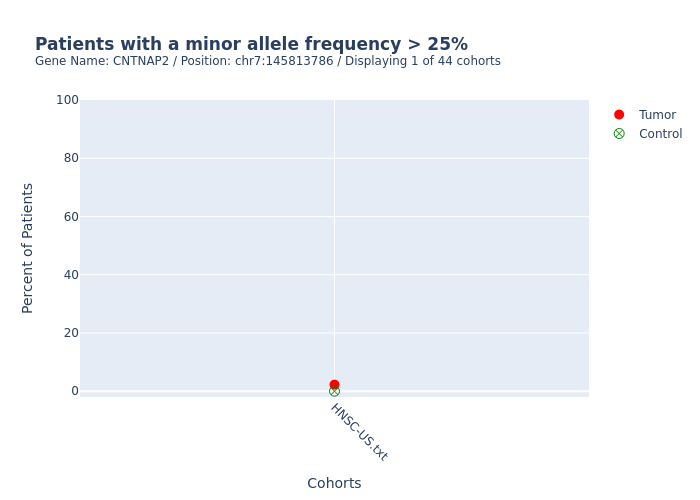 Patients with a minor allele frequency > 25%
Gene Name: CNTNAP2 / Position: chr7:145813786 / Displaying 1 of 44 cohorts
100
80
60
40
20
0
Percent of Patients
HNSC-US.txt
Cohorts
Tumor
Control